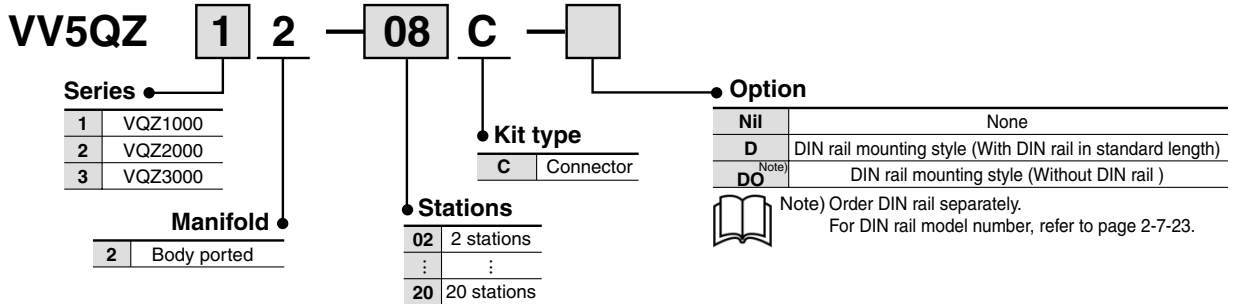 VV5QZ 1 2 — 08 C —
Series
1 VQZ1000
2 VQZ2000
3 VQZ3000
Manifold
2 Body ported
Kit type
C Connector
Stations
02 2 stations
⋮ ⋮
20 20 stations
Option
Nil None
D DIN rail mounting style (With DIN rail in standard length)
DO Note) DIN rail mounting style (Without DIN rail )
Note) Order DIN rail separately.
For DIN rail model number, refer to page 2-7-23.